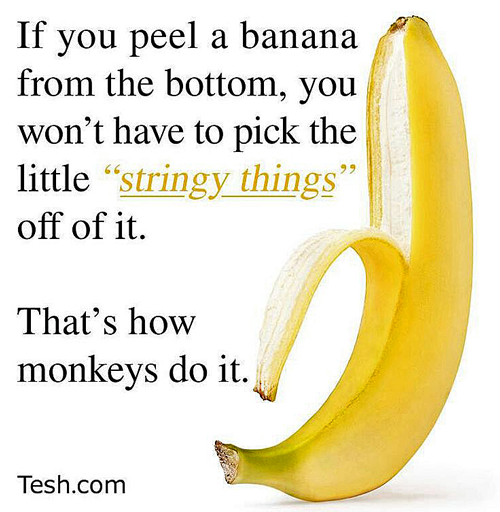 If you peel a banana
from the bottom, you
won't have to pick the
little “stringy things”
off of it.
That's how
monkeys do it.
Tesh.com